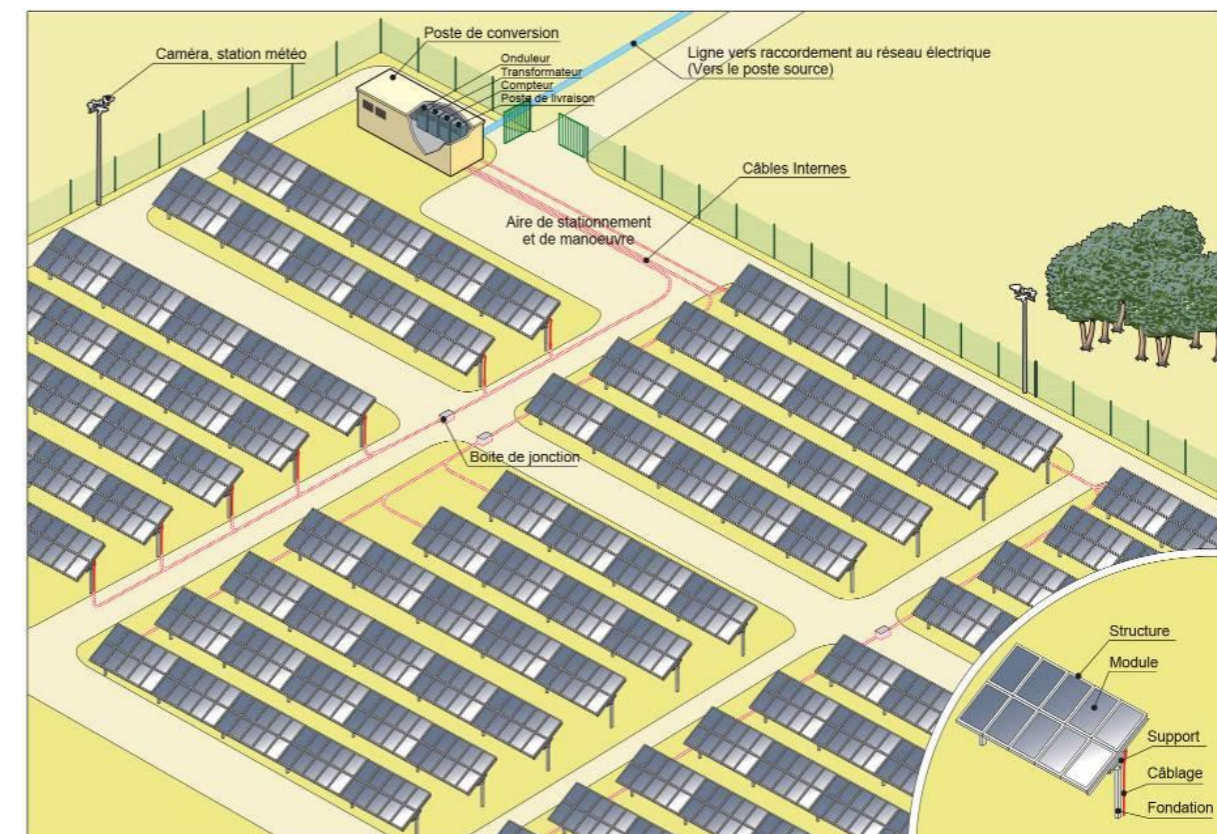 Caméra, station météo
Poste de conversion
Onduleur
Transformateur
Compteur
Poste de livraison
Ligne vers raccordement au réseau électrique
(Vers le poste source)
Câbles Internes
Aire de stationnement
et de manoeuvre
Boite de jonction
Structure
Module
Support
Câblage
Fondation